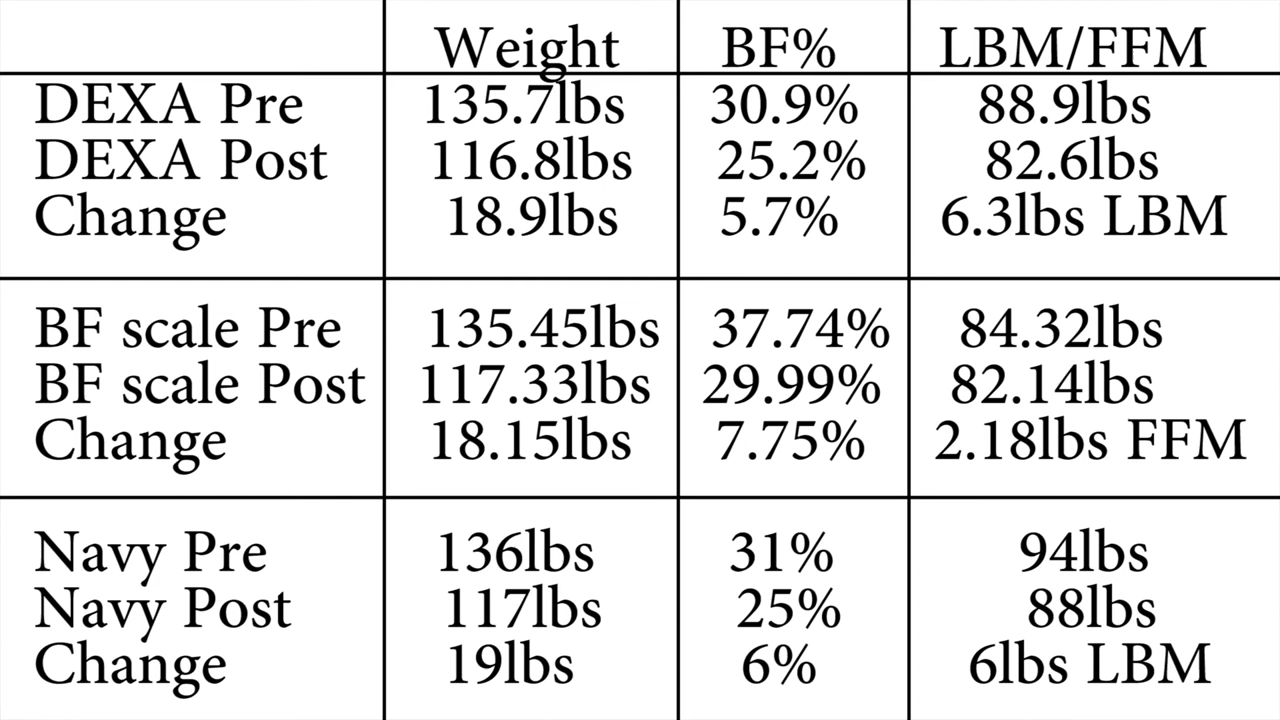 Weight BF% LBM/FFM
DEXA Pre 135.7lbs 30.9% 88.9lbs
DEXA Post 116.8lbs 25.2% 82.6lbs
Change 18.9lbs 5.7% 6.3lbs LBM
BF scale Pre 135.45lbs 37.74% 84.32lbs
BF scale Post 117.33lbs 29.99% 82.14lbs
Change 18.15lbs 7.75% 2.18lbs FFM
Navy Pre 136lbs 31% 94lbs
Navy Post 117lbs 25% 88lbs
Change 19lbs 6% 6lbs LBM